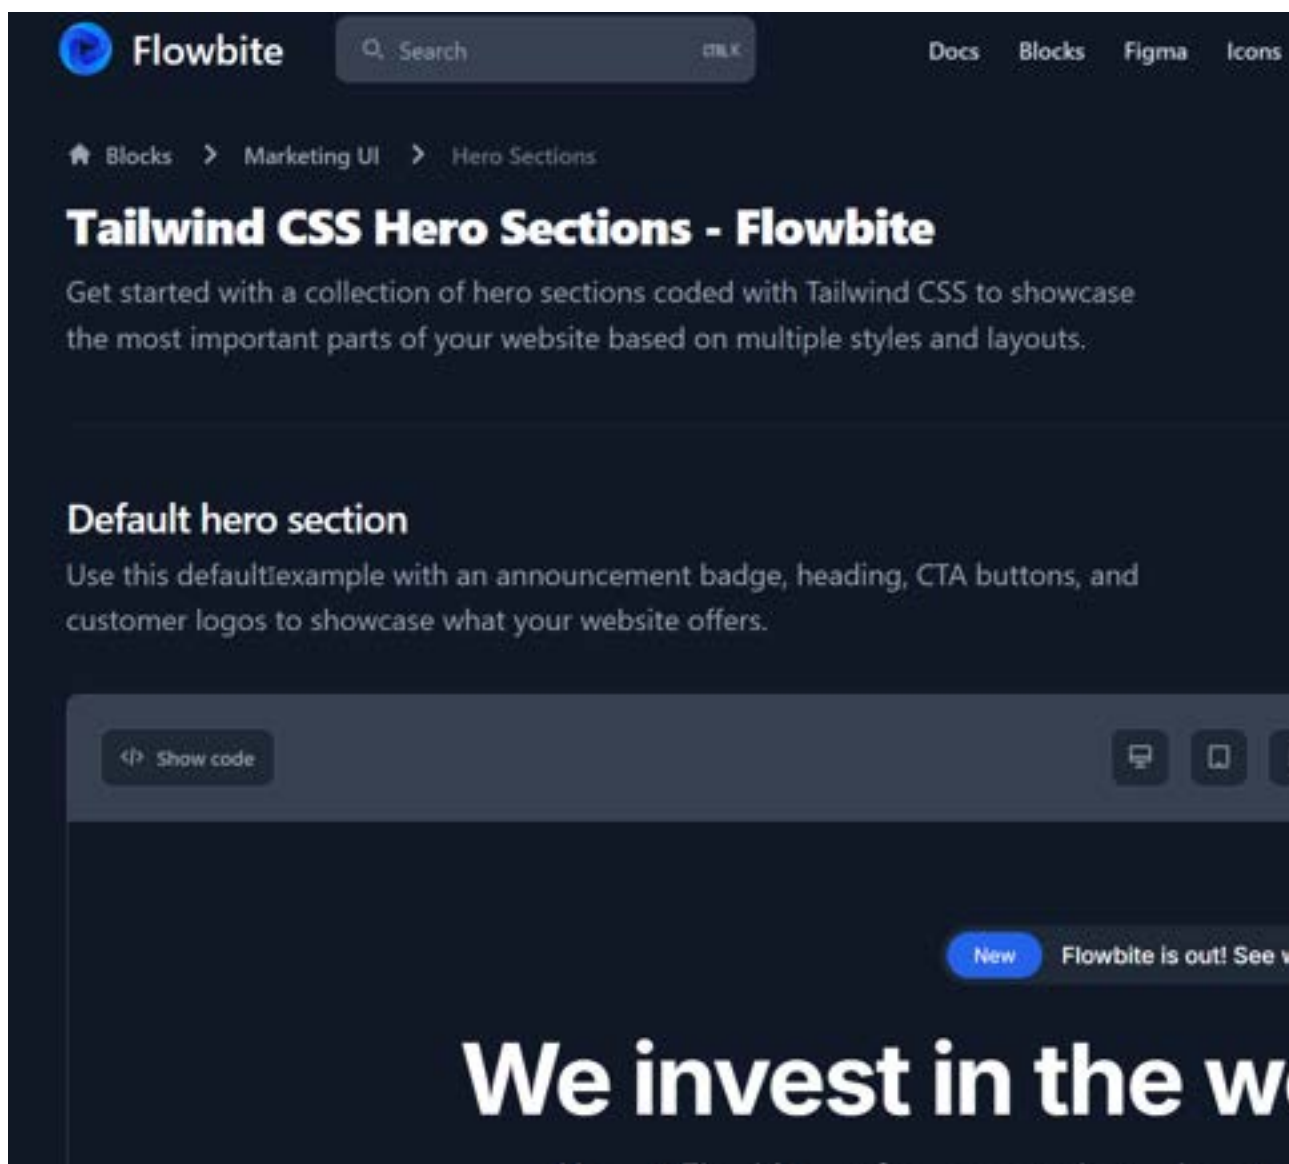 Flowbite
Search
CTRL K
Docs Blocks Figma Icons
Blocks > Marketing UI > Hero Sections
Tailwind CSS Hero Sections - Flowbite
Get started with a collection of hero sections coded with Tailwind CSS to showcase
the most important parts of your website based on multiple styles and layouts.
Default hero section
Use this default example with an announcement badge, heading, CTA buttons, and
customer logos to showcase what your website offers.
</> Show code
New Flowbite is out! See
We invest in the